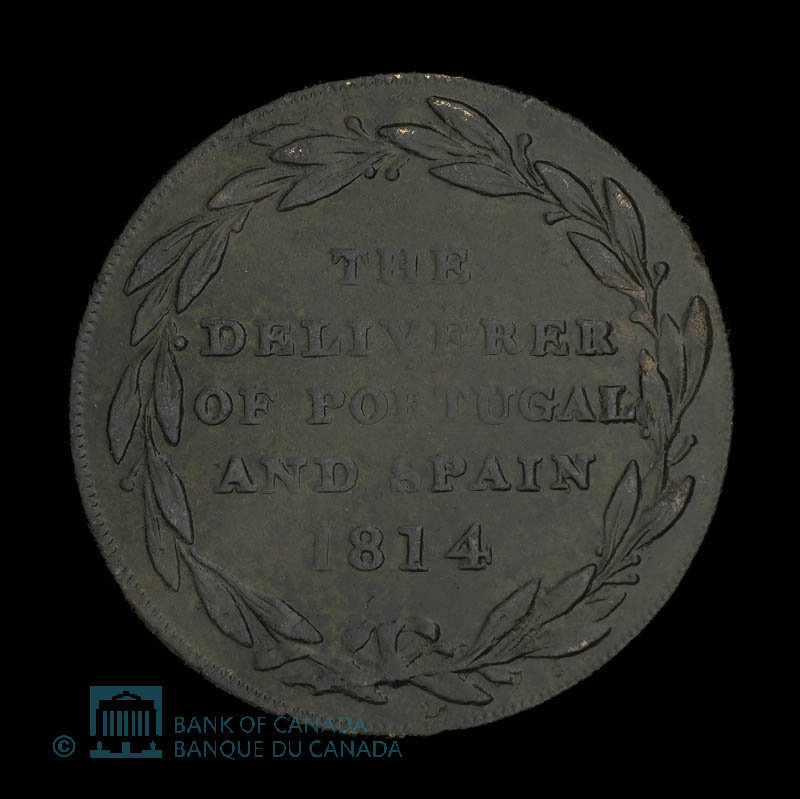 THE
DELIVERER
OF PORTUGAL
AND SPAIN
1814
© BANK OF CANADA
BANQUE DU CANADA